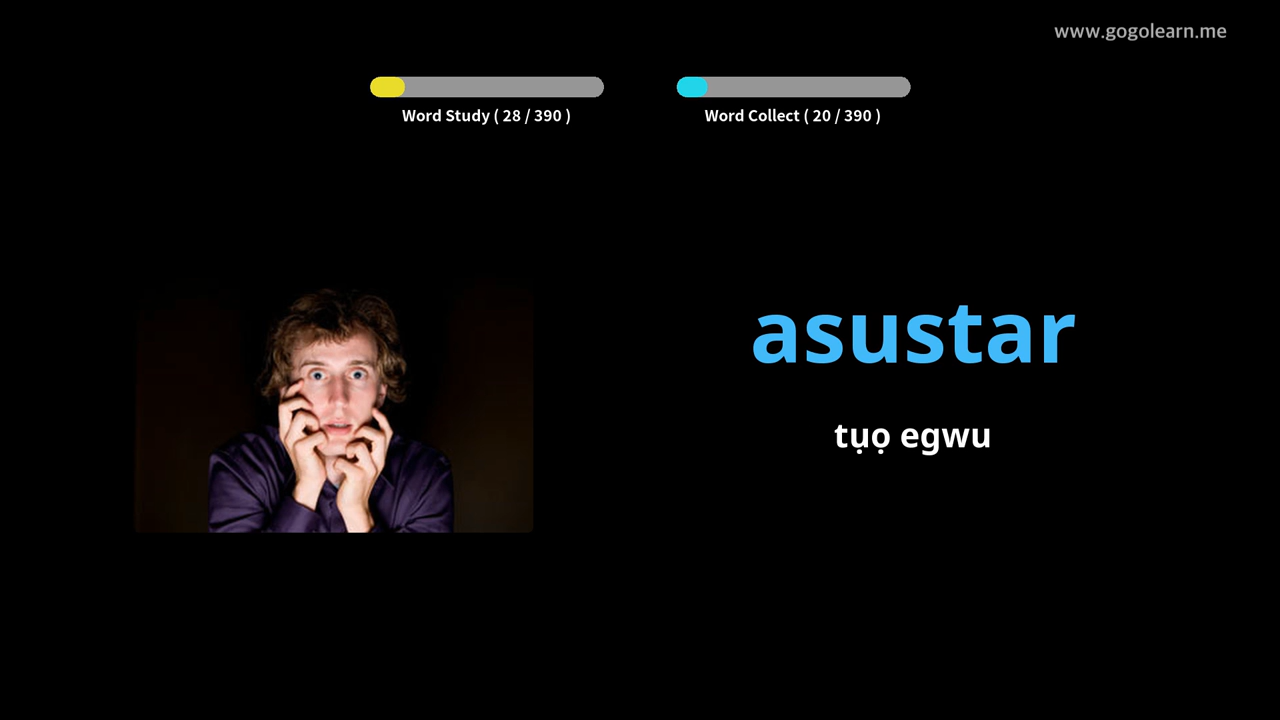 www.gogolearn.me
Word Study ( 28 / 390 )
Word Collect ( 20 / 390 )
asustar
tụọ egwu